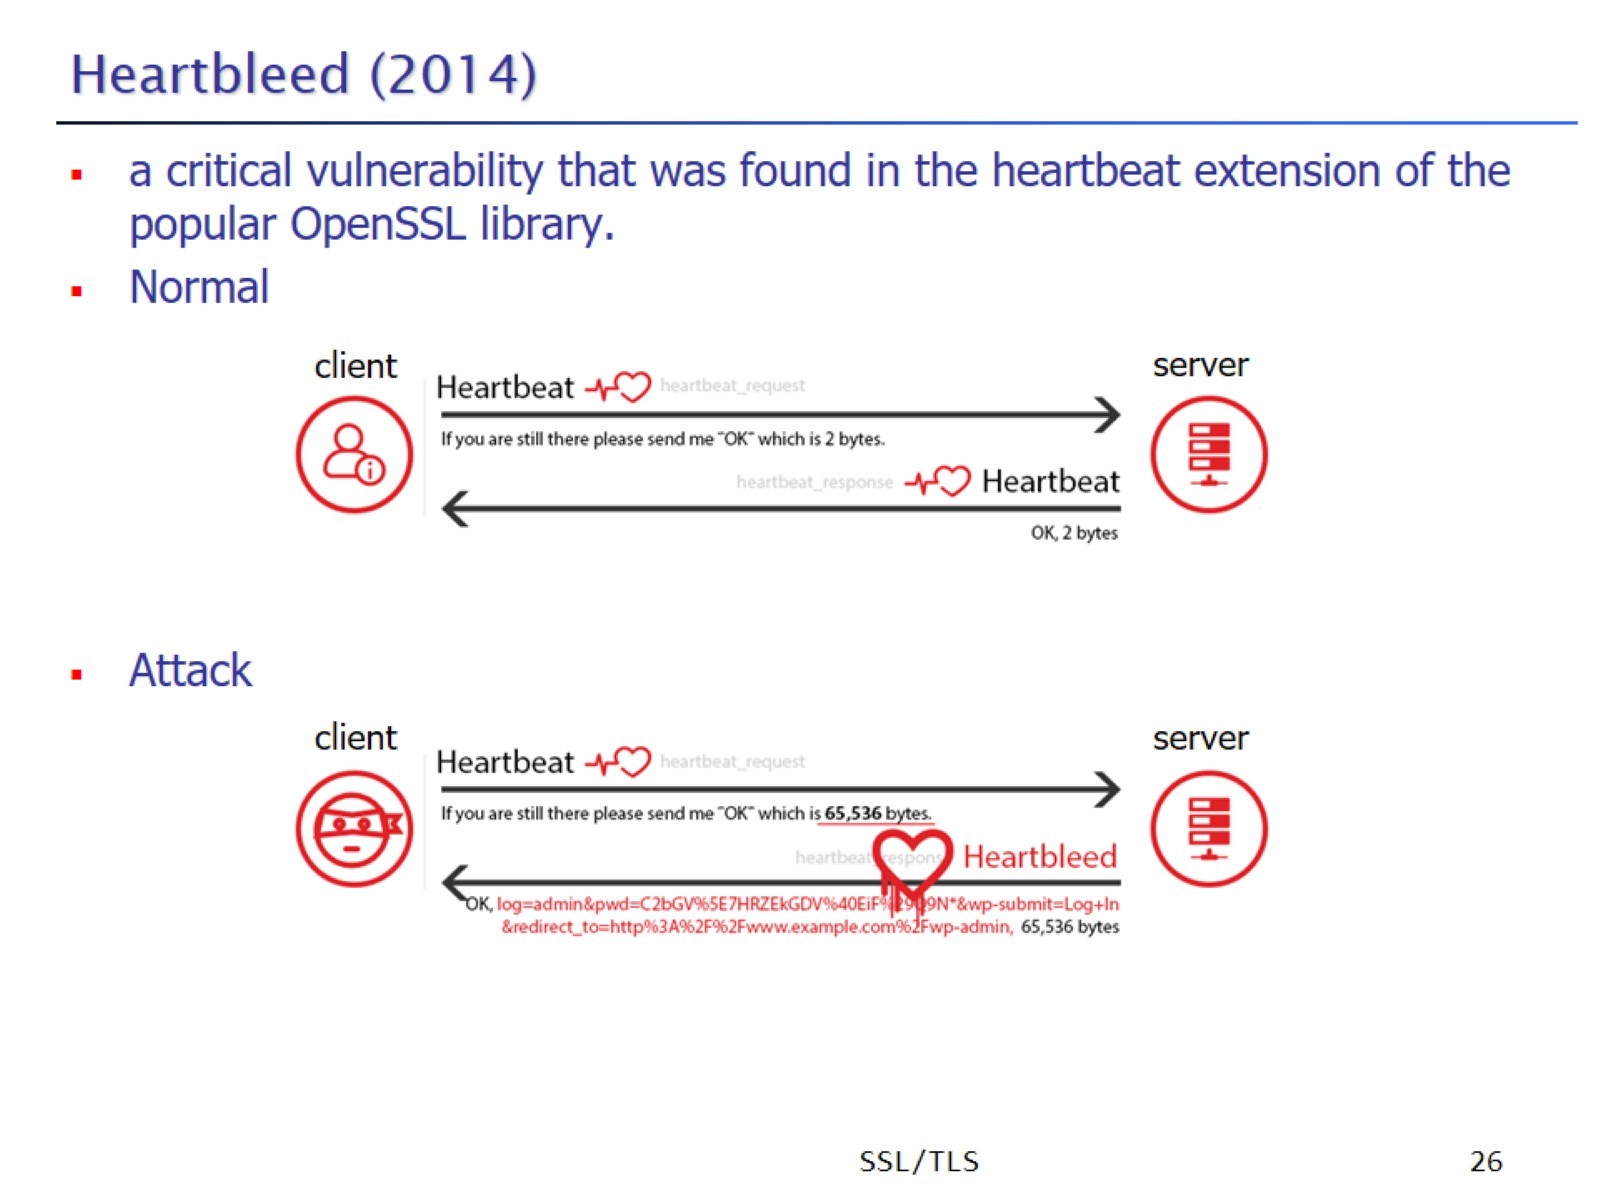 Heartbleed (2014)
a critical vulnerability that was found in the heartbeat extension of the
popular OpenSSL library.
Normal
client
server
Heartbeat heartbeat_request
If you are still there please send me "OK" which is 2 bytes.
heartbeat_response Heartbeat
OK, 2 bytes
Attack
client
server
Heartbeat heartbeat_request
If you are still there please send me "OK" which is 65,536 bytes.
Heartbleed
OK, log=admin&pwd=C2bGV%5E7HRZEkGDV%40EiF%2909N*&wp-submit=Log+In
&redirect_to=http%3A%2F%2Fwww.example.com%2Fwp-admin, 65,536 bytes
SSL/TLS
26